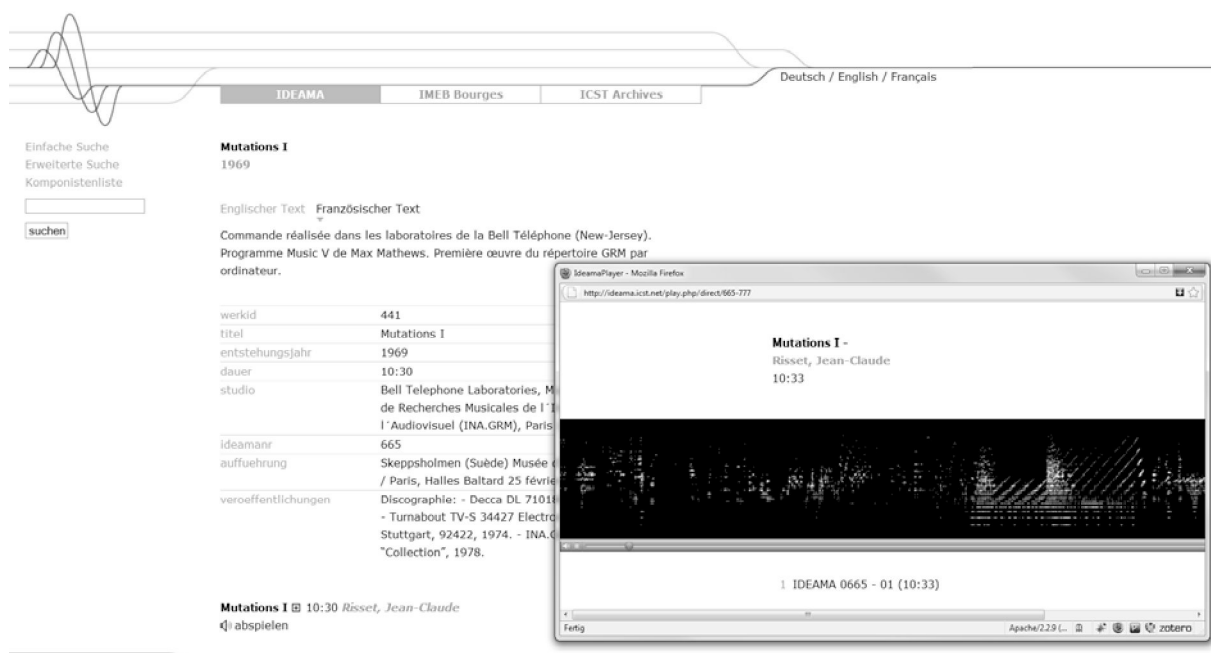 Deutsch / English / Français
IDEAMA
IMEB Bourges
ICST Archives
Einfache Suche
Erweiterte Suche
Komponistenliste
suchen
Mutations I
1969
Englischer Text Französischer Text
Commande réalisée dans les laboratoires de la Bell Téléphone (New-Jersey).
Programme Music V de Max Mathews. Première œuvre du répertoire GRM par
ordinateur.
werkid 441
titel Mutations I
entstehungsjahr 1969
dauer 10:30
studio Bell Telephone Laboratories, M
de Recherches Musicales de l´I
l´Audiovisuel (INA.GRM), Paris
ideamanr 665
auffuehrung Skeppsholmen (Suède) Musée d
/ Paris, Halles Baltard 25 févrie
veroeffentlichungen Discographie: - Decca DL 71018
- Turnabout TV-S 34427 Electro
Stuttgart, 92422, 1974. - INA.G
"Collection", 1978.
Mutations I 10:30 Risset, Jean-Claude
abspielen
IdeamaPlayer - Mozilla Firefox
http://ideama.icst.net/play.php/direct/665-777
Mutations I -
Risset, Jean-Claude
10:33
1 IDEAMA 0665 - 01 (10:33)
Fertig
Apache/2.2.9 (... zotero